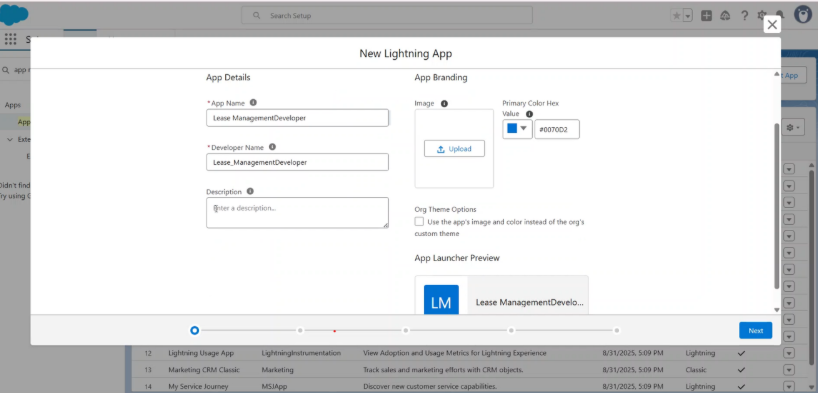 Search Setup
New Lightning App
App Details
App Branding
* App Name
Image
Primary Color Hex
Value
Lease ManagementDeveloper
#0070D2
Upload
* Developer Name
Lease_ManagementDeveloper
Description
Enter a description...
Org Theme Options
Use the app's image and color instead of the org's
custom theme
App Launcher Preview
LM
Lease ManagementDevelo...
Next
Apps
App
Exte
E
Didn't find
Try using G
12 Lightning Usage App LightningInstrumentation View Adoption and Usage Metrics for Lightning Experience 8/31/2025, 5:09 PM Lightning
13 Marketing CRM Classic Marketing Track sales and marketing efforts with CRM objects. 8/31/2025, 5:09 PM Classic
14 My Service Journey MSJApp Discover new customer service capabilities. 8/31/2025, 5:09 PM Lightning